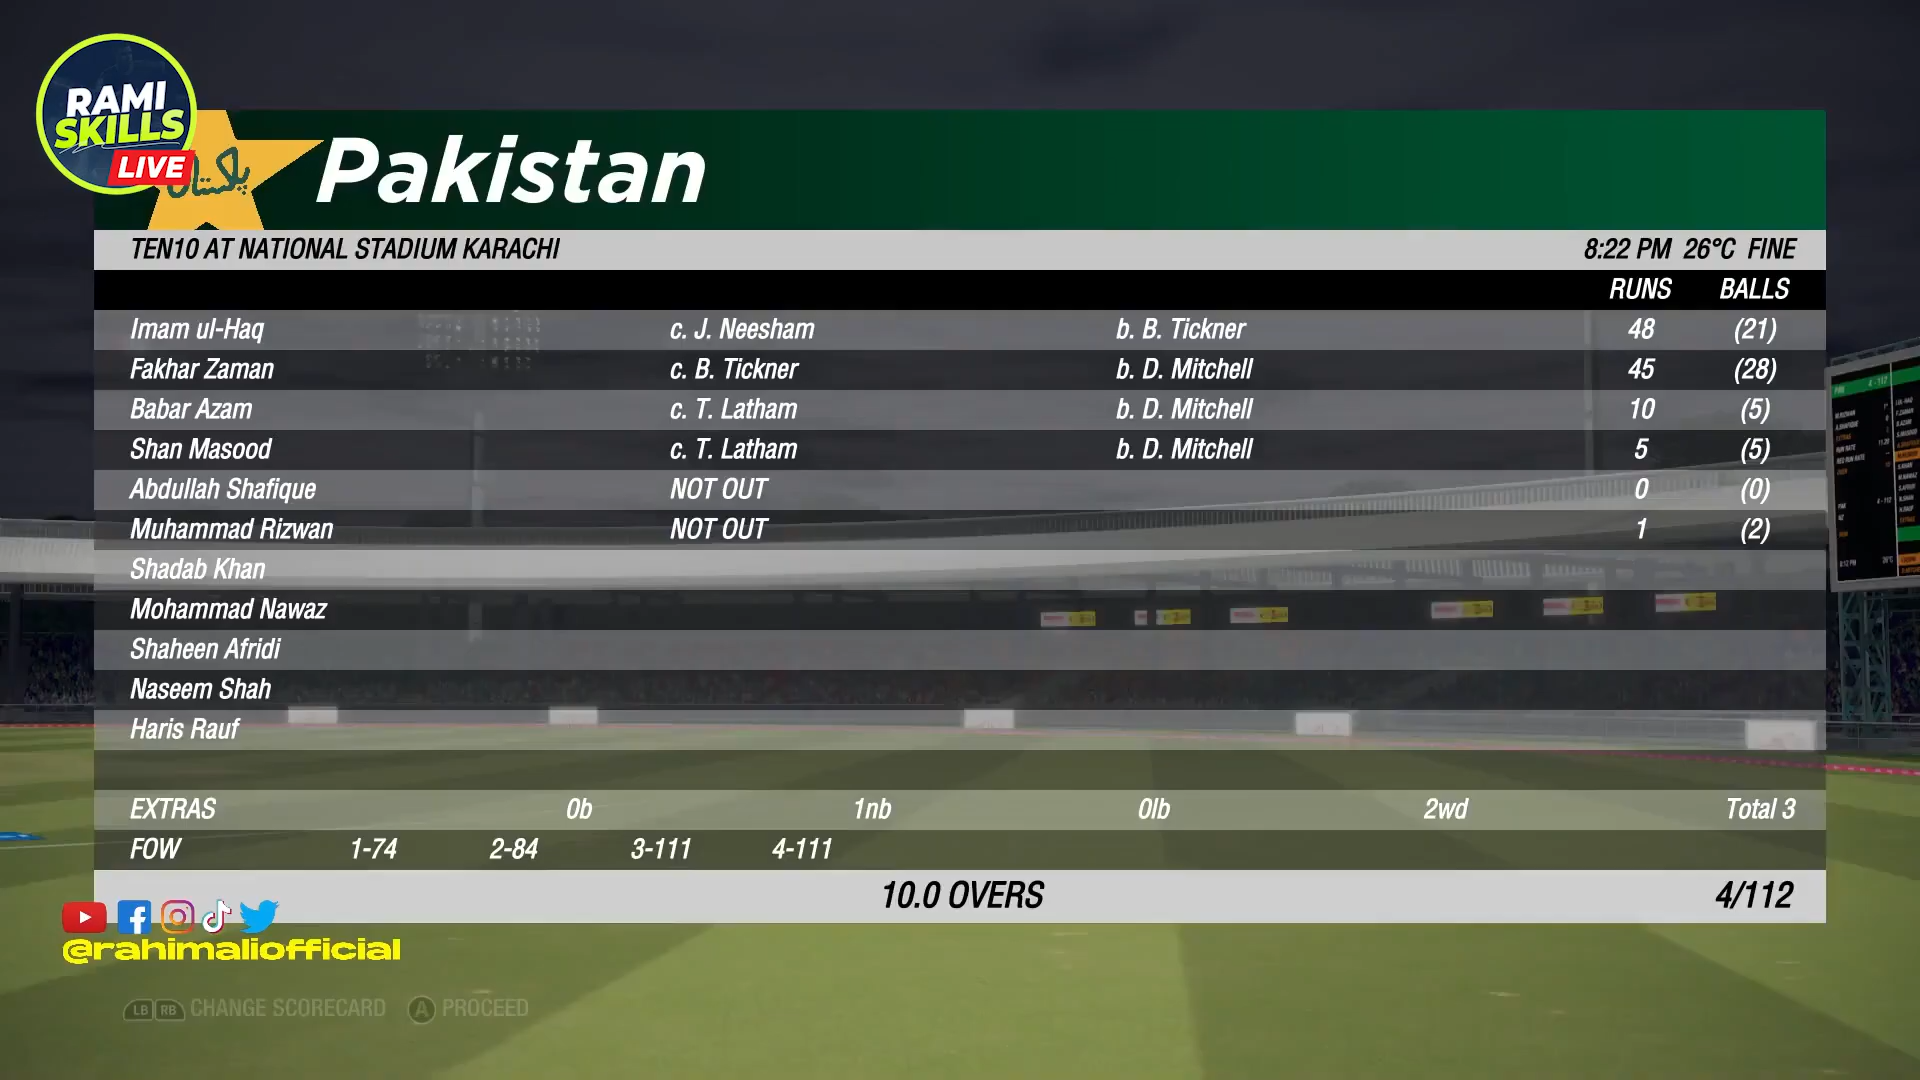 RAMI
SKILLS
LIVE
پاکستان
Pakistan
TEN10 AT NATIONAL STADIUM KARACHI 8:22 PM 26°C FINE
RUNS BALLS
Imam ul-Haq c. J. Neesham b. B. Tickner 48 (21)
Fakhar Zaman c. B. Tickner b. D. Mitchell 45 (28)
Babar Azam c. T. Latham b. D. Mitchell 10 (5)
Shan Masood c. T. Latham b. D. Mitchell 5 (5)
Abdullah Shafique NOT OUT 0 (0)
Muhammad Rizwan NOT OUT 1 (2)
Shadab Khan
Mohammad Nawaz
Shaheen Afridi
Naseem Shah
Haris Rauf
EXTRAS 0b 1nb 0lb 2wd Total 3
FOW 1-74 2-84 3-111 4-111
10.0 OVERS 4/112
@rahimaliofficial
LB RB CHANGE SCORECARD A PROCEED